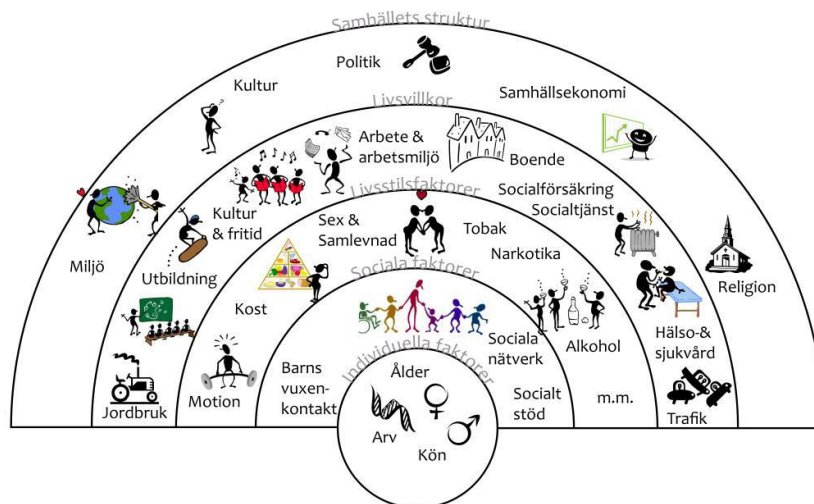 Samhällets struktur
Politik
Kultur
Samhällsekonomi
Livsvillkor
Arbete &
arbetsmiljö
Boende
Livsstilsfaktorer
Socialförsäkring
Socialtjänst
Kultur
& fritid
Sex &
Samlevnad
Tobak
Narkotika
Miljö
Utbildning
Religion
Sociala faktorer
Kost
Hälso-&
sjukvård
Sociala
nätverk
Alkohol
Individuella faktorer
Barns
vuxen-
kontakt
Ålder
Socialt
stöd
m.m.
Jordbruk
Motion
Arv
Kön
Trafik